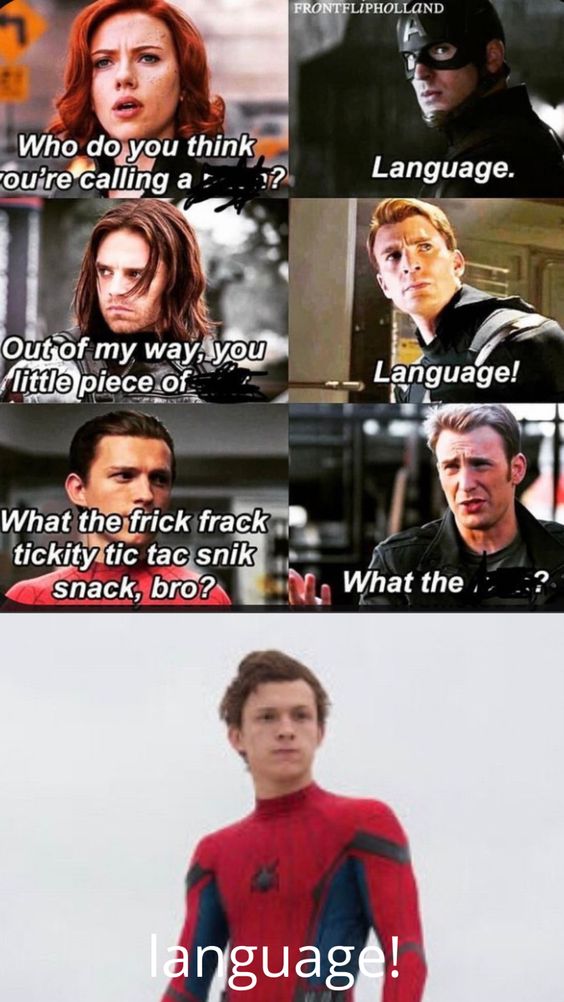 FRONTFLiPHOLLAND
Who do you think
you're calling a ?
Language.
Out of my way, you
little piece of
Language!
What the frick frack
tickity tic tac snik
snack, bro?
What the ?
language!